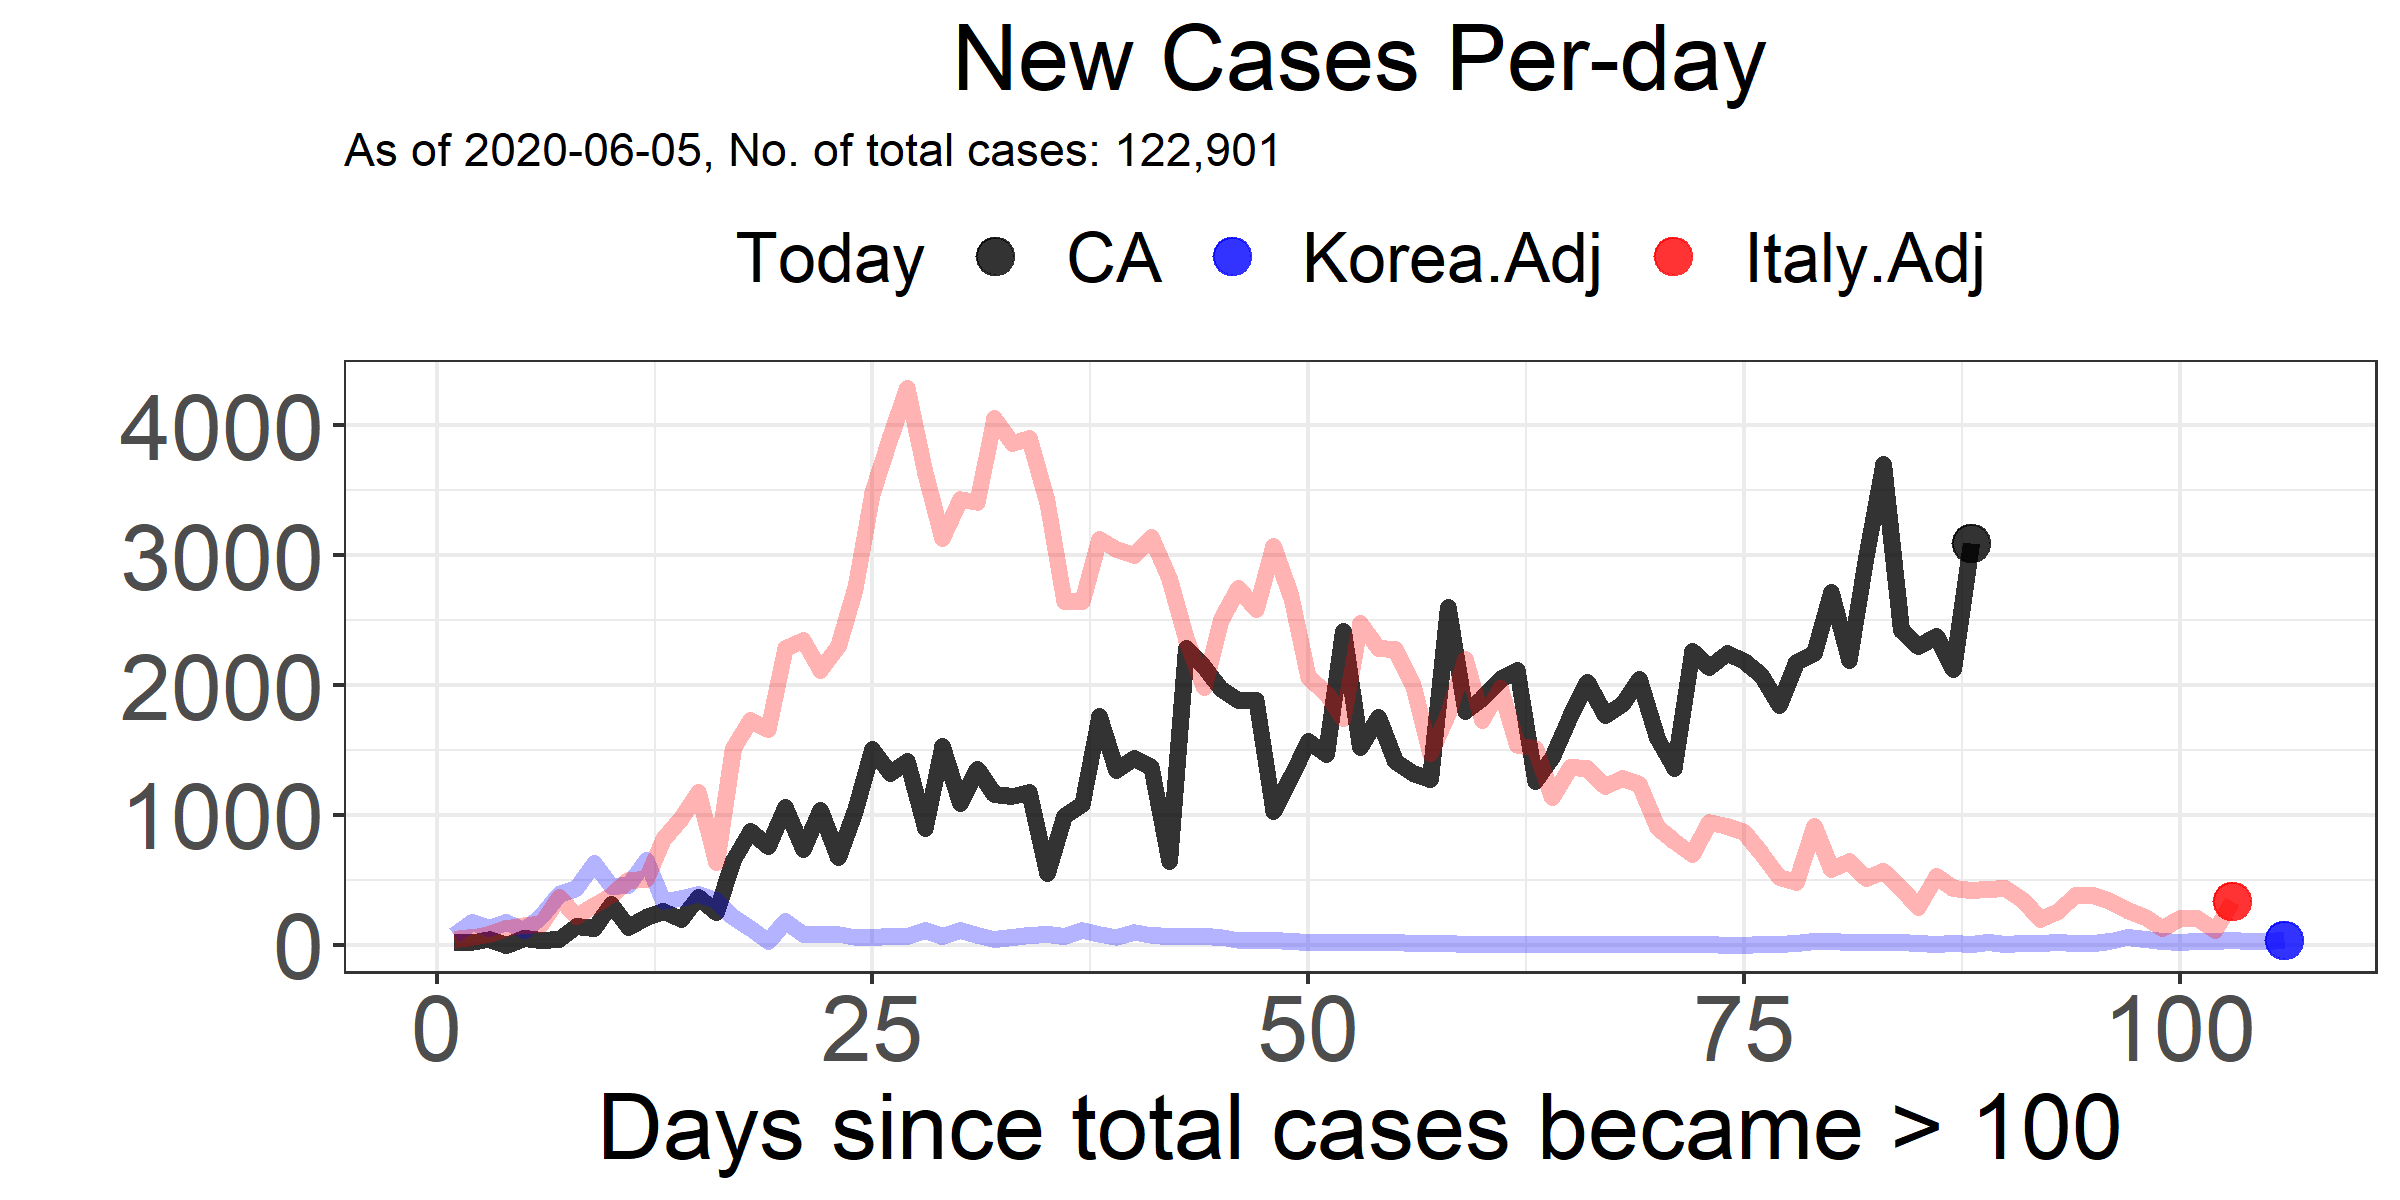 New Cases Per-day
As of 2020-06-05, No. of total cases: 122,901
Today CA Korea.Adj Italy.Adj
4000
3000
2000
1000
0
0 25 50 75 100
Days since total cases became > 100